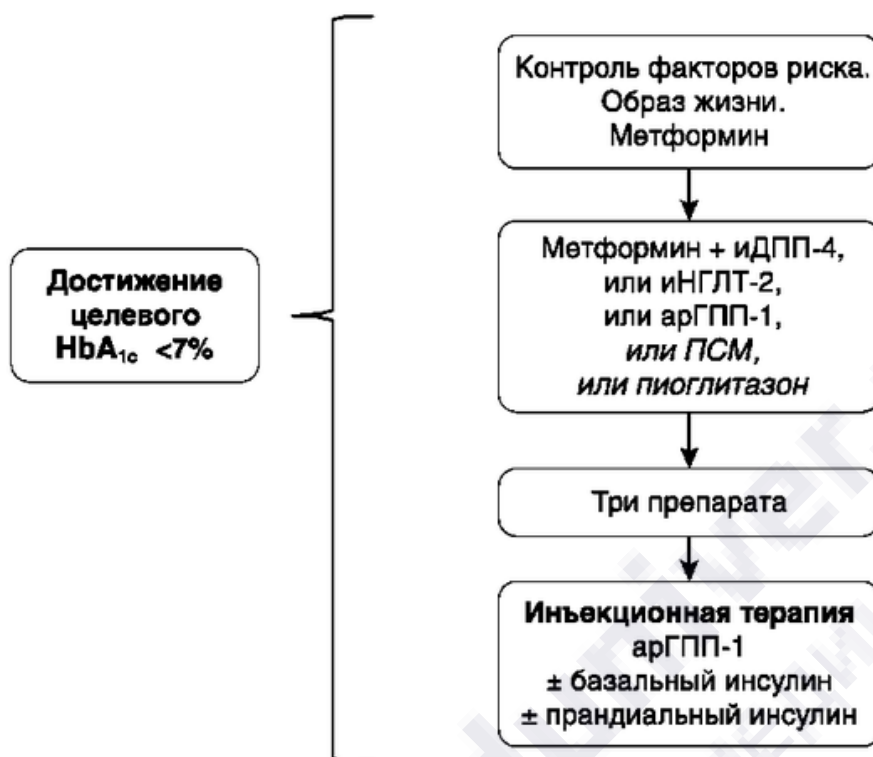 Контроль факторов риска.
Образ жизни.
Метформин
Метформин + иДПП-4,
или иНГЛТ-2,
или арГПП-1,
или ПСМ,
или пиоглитазон
Достижение
целевого
HbA1c <7%
Три препарата
Инъекционная терапия
арГПП-1
± базальный инсулин
± прандиальный инсулин